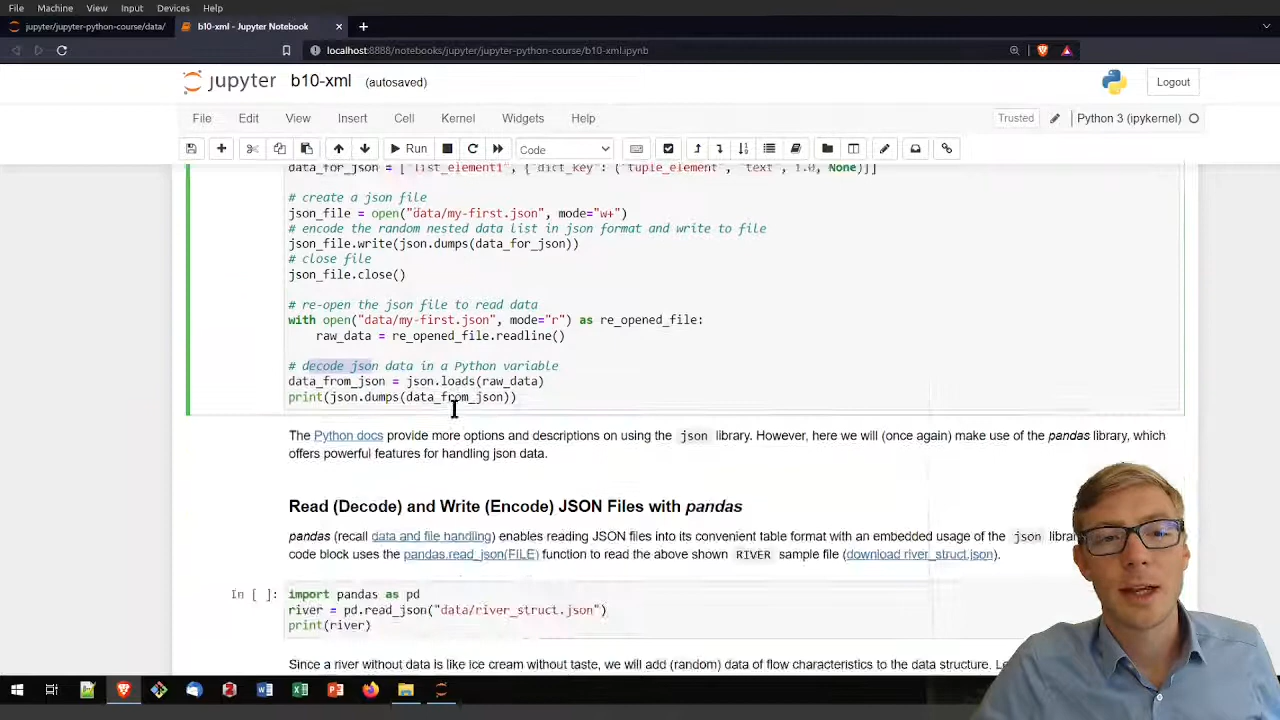 File Machine View Input Devices Help
jupyter/jupyter-python-course/data/
b10-xml - Jupyter Notebook
localhost:8888/notebooks/jupyter/jupyter-python-course/b10-xml.ipynb
jupyter b10-xml (autosaved)
Logout
File Edit View Insert Cell Kernel Widgets Help
Trusted
Python 3 (ipykernel)
Run
Code
data_for_json = ["list_element1", {"dict_key": ("tuple_element", "text", 1.0, None)}]
# create a json file
json_file = open("data/my-first.json", mode="w+")
# encode the random nested data list in json format and write to file
json_file.write(json.dumps(data_for_json))
# close file
json_file.close()
# re-open the json file to read data
with open("data/my-first.json", mode="r") as re_opened_file:
raw_data = re_opened_file.readline()
# decode json data in a Python variable
data_from_json = json.loads(raw_data)
print(json.dumps(data_from_json))
The Python docs provide more options and descriptions on using the json library. However, here we will (once again) make use of the pandas library, which
offers powerful features for handling json data.
Read (Decode) and Write (Encode) JSON Files with pandas
pandas (recall data and file handling) enables reading JSON files into its convenient table format with an embedded usage of the json
code block uses the pandas.read_json(FILE) function to read the above shown RIVER sample file (download river_struct.json).
In [ ]:
import pandas as pd
river = pd.read_json("data/river_struct.json")
print(river)
Since a river without data is like ice cream without taste, we will add (random) data of flow characteristics to the data structure.